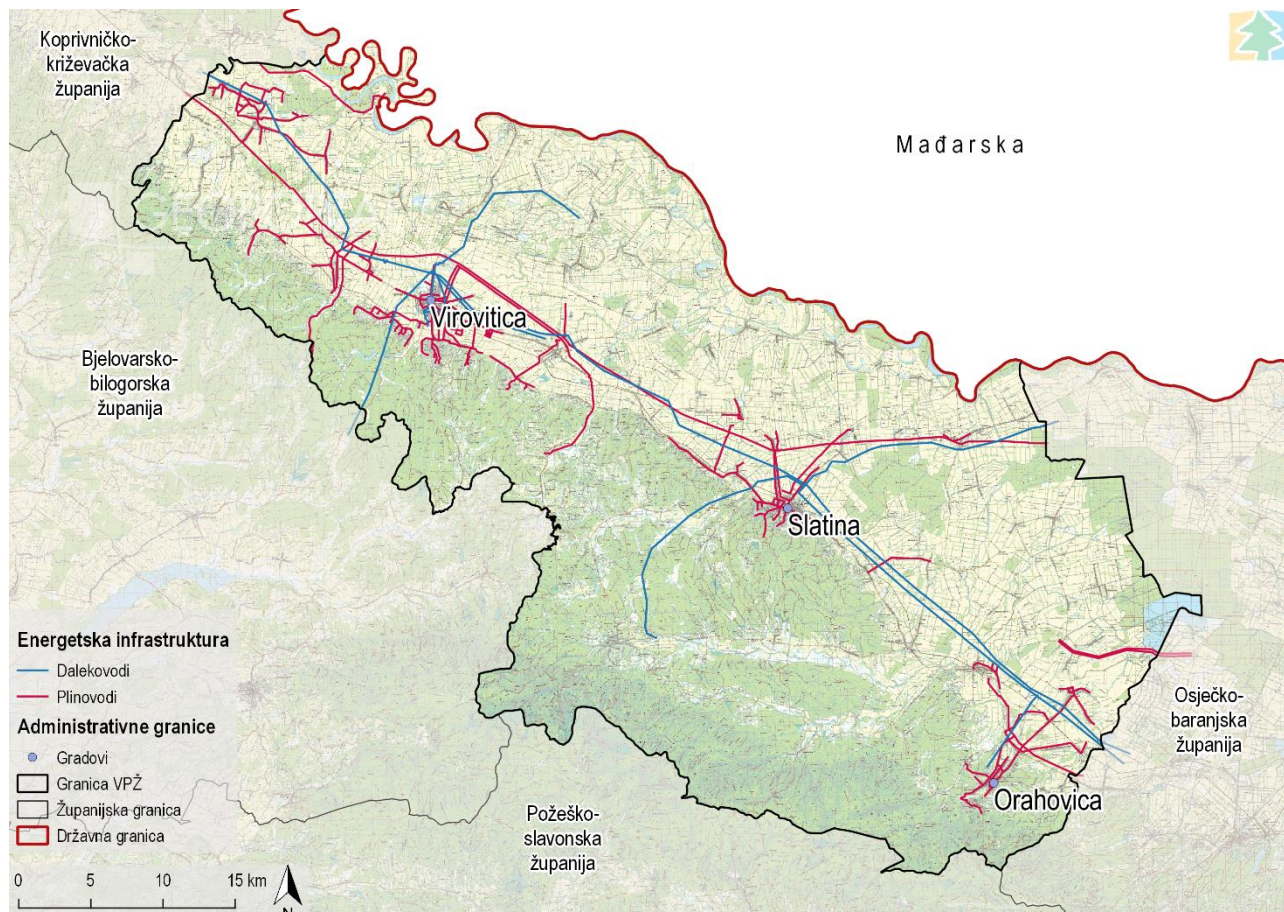 Koprivničko-
križevačka
županija
Mađarska
Virovitica
Bjelovarsko-
bilogorska
županija
Slatina
Energetska infrastruktura
Dalekovodi
Plinovodi
Administrativne granice
Gradovi
Granica VPŽ
Županijska granica
Državna granica
0 5 10 15 km
N
Osječko-
baranjska
županija
Orahovica
Požeško-
slavonska
županija